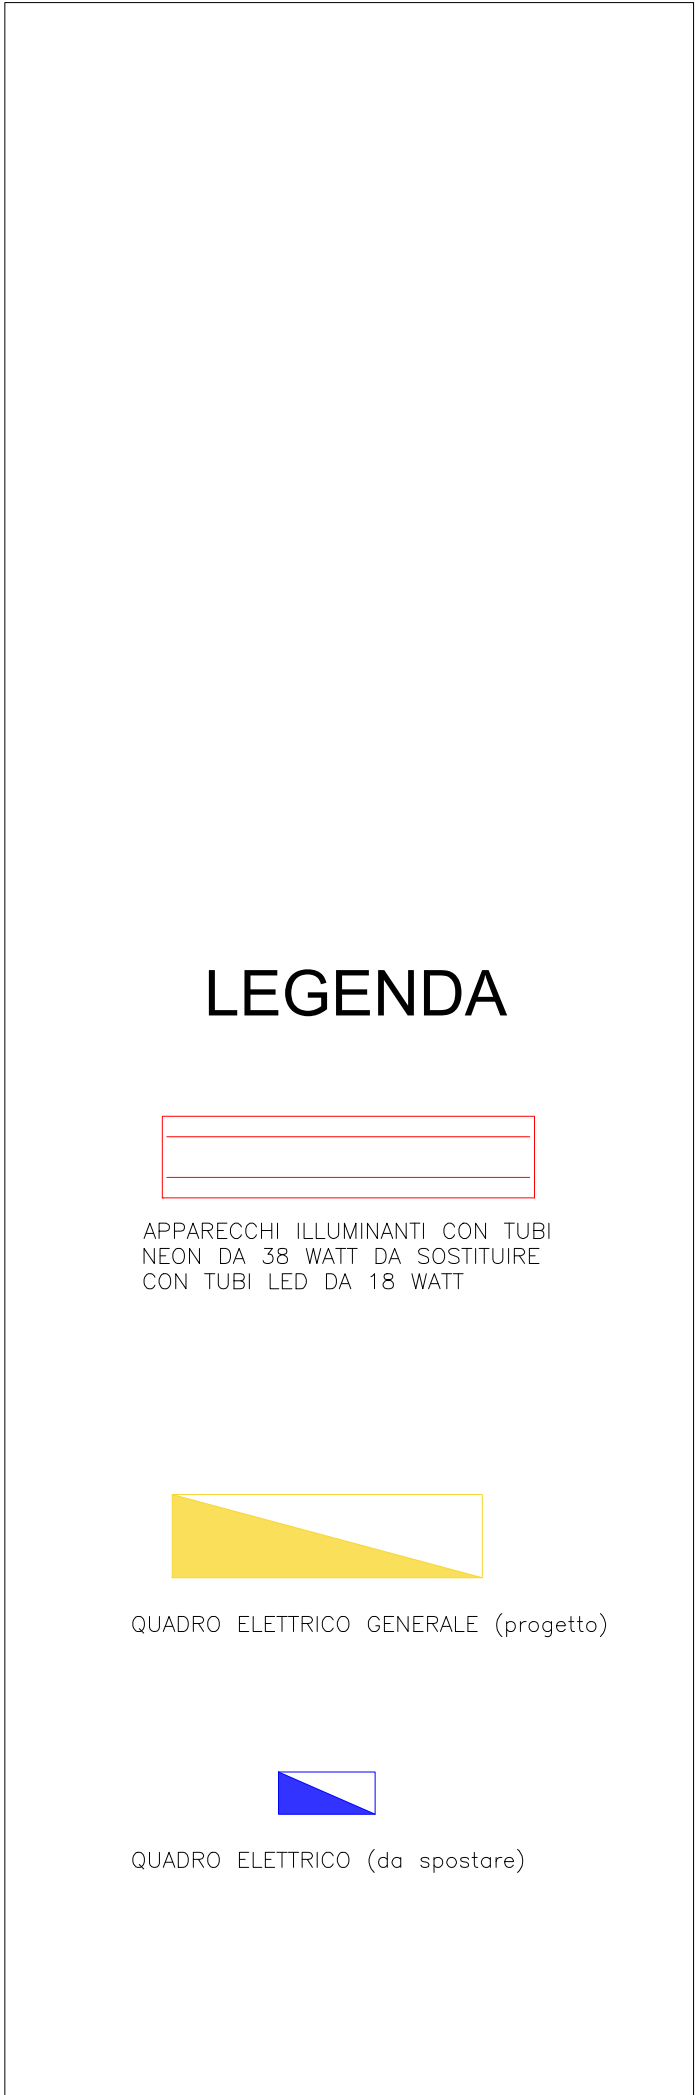 LEGENDA
APPARECCHI ILLUMINANTI CON TUBI
NEON DA 38 WATT DA SOSTITUIRE
CON TUBI LED DA 18 WATT
QUADRO ELETTRICO GENERALE (progetto)
QUADRO ELETTRICO (da spostare)